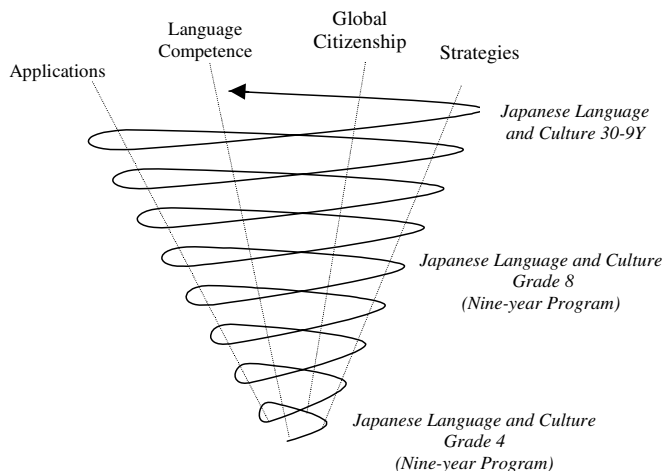 Applications
Language
Competence
Global
Citizenship
Strategies
Japanese Language
and Culture 30-9Y
Japanese Language and Culture
Grade 8
(Nine-year Program)
Japanese Language and Culture
Grade 4
(Nine-year Program)